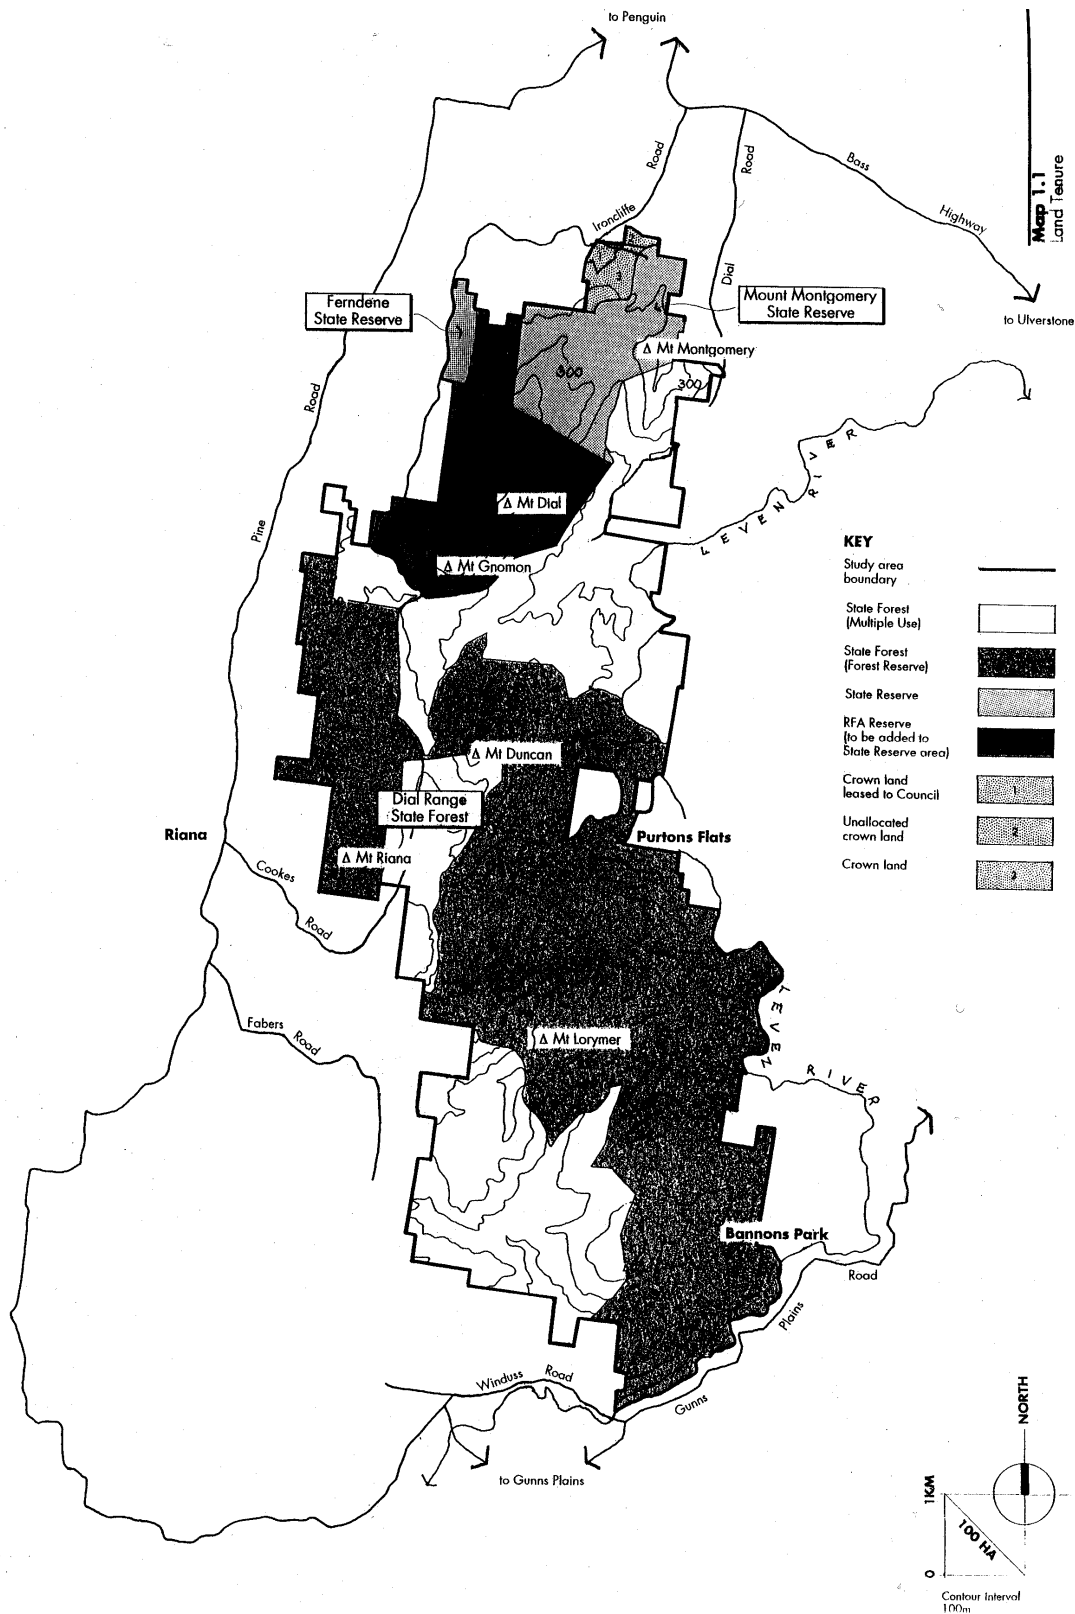 to Penguin
Map 1.1
Land Tenure
Road
Road
Bass
Highway
Ironcliffe
Dial
to Ulverstone
Ferndene
State Reserve
Mount Montgomery
State Reserve
3
Δ Mt Montgomery
300
300
Road
LEVEN RIVER
Δ Mt Dial
Pine
Δ Mt Gnomon
KEY
Study area
boundary
State Forest
(Multiple Use)
State Forest
(Forest Reserve)
State Reserve
RFA Reserve
(to be added to
State Reserve area)
Crown land
leased to Council
1
Unallocated
crown land
2
Crown land
3
Δ Mt Duncan
Dial Range
State Forest
Riana
Purtons Flats
Δ Mt Riana
Cookes
Road
LEVEN
RIVER
Fabers
Road
Δ Mt Lorymer
Bannons Park
Road
Plains
Gunns
Winduss
Road
to Gunns Plains
NORTH
1KM
100 HA
0
Contour interval
100m